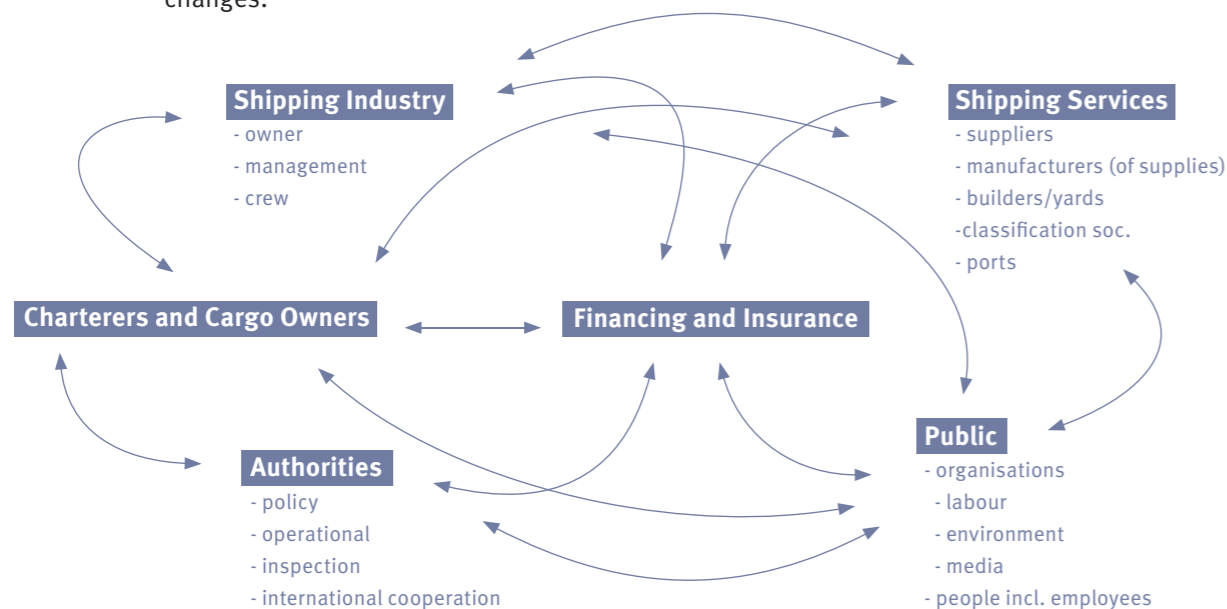 changes.
Shipping Industry
- owner
- management
- crew
Shipping Services
- suppliers
- manufacturers (of supplies)
- builders/yards
-classification soc.
- ports
Charterers and Cargo Owners
Financing and Insurance
Authorities
- policy
- operational
- inspection
- international cooperation
Public
- organisations
- labour
- environment
- media
- people incl. employees